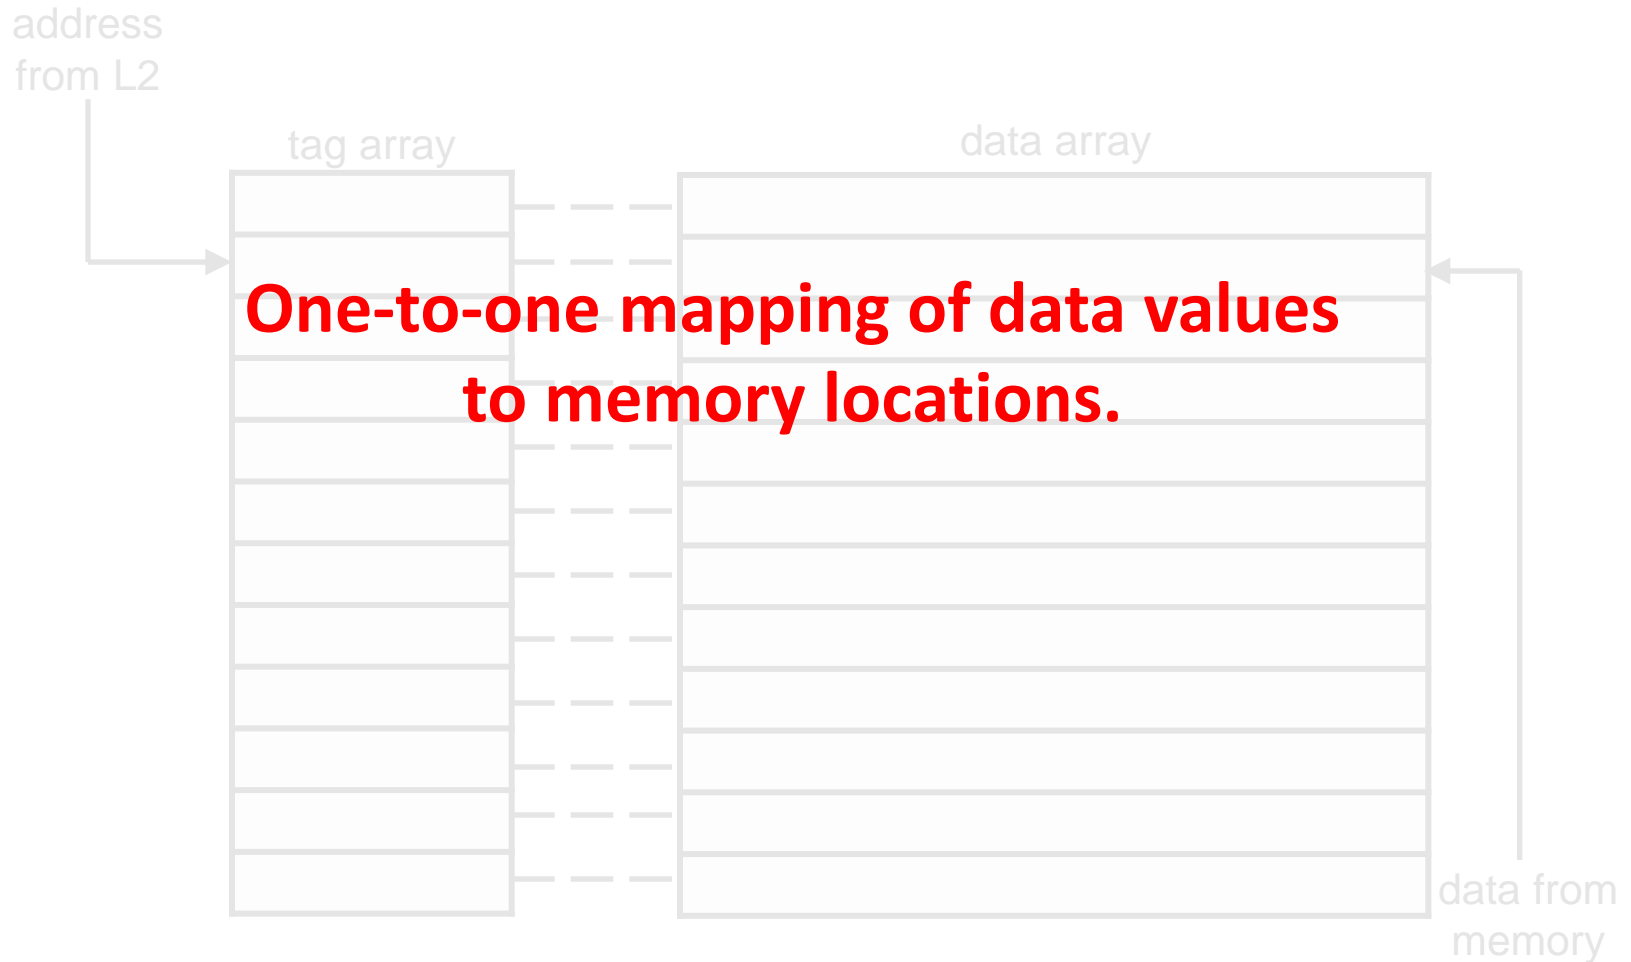 address
from L2
tag array
data array
One-to-one mapping of data values
to memory locations.
data from
memory